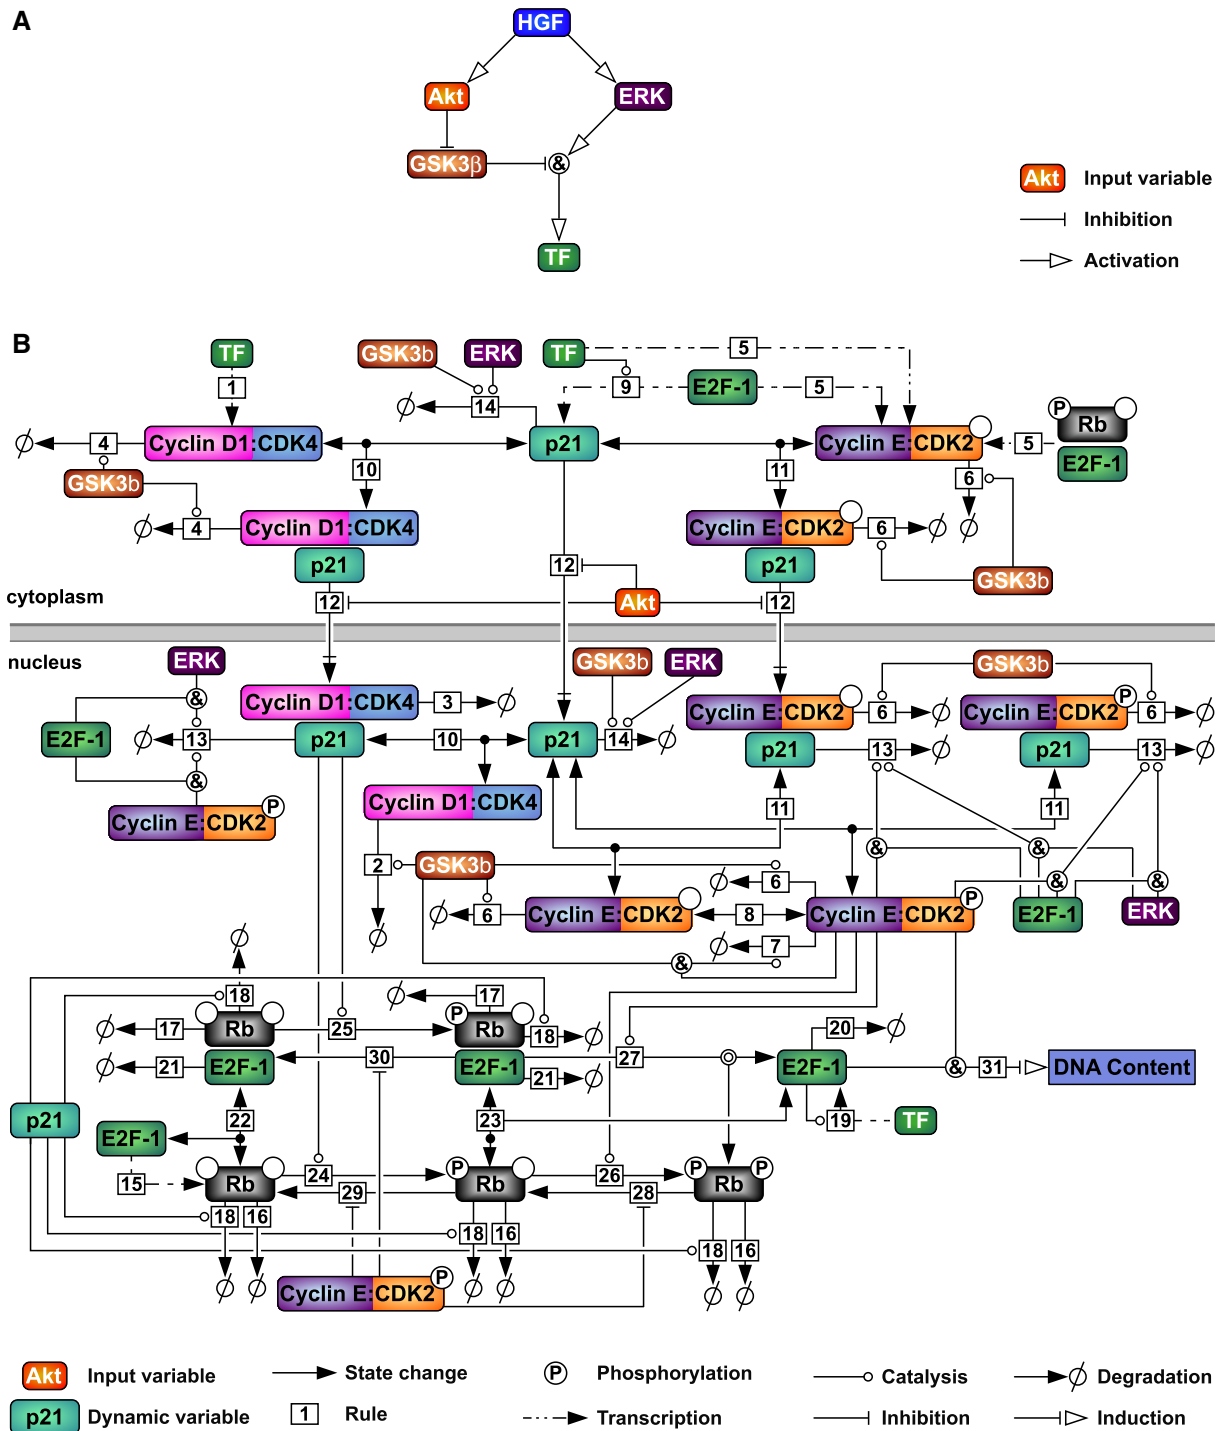 A
HGF
Akt
ERK
GSK3β
&
TF
Akt Input variable
Inhibition
Activation
B
TF
GSK3b
ERK
TF
5
1
9
E2F-1
5
14
P
Rb
Cyclin D1:CDK4
p21
Cyclin E:CDK2
5
E2F-1
4
10
11
6
GSK3b
4
Cyclin D1:CDK4
p21
Cyclin E:CDK2
6
p21
GSK3b
12
12
Akt
12
cytoplasm
nucleus
ERK
GSK3b
ERK
GSK3b
&
Cyclin D1:CDK4
3
Cyclin E:CDK2
6
Cyclin E:CDK2
P
6
E2F-1
13
p21
10
p21
14
p21
13
p21
13
&
Cyclin E:CDK2
P
Cyclin D1:CDK4
11
11
2
GSK3b
6
&
&
&
&
6
Cyclin E:CDK2
8
Cyclin E:CDK2
P
E2F-1
ERK
7
&
18
17
17
Rb
25
P
Rb
18
20
21
E2F-1
30
E2F-1
21
27
E2F-1
&
31
DNA Content
p21
E2F-1
22
23
19
TF
15
Rb
24
P
Rb
26
P
P
Rb
29
28
18
16
18
16
18
16
Cyclin E:CDK2
P
Akt Input variable
State change
P Phosphorylation
Catalysis
Degradation
p21 Dynamic variable
1 Rule
Transcription
Inhibition
Induction